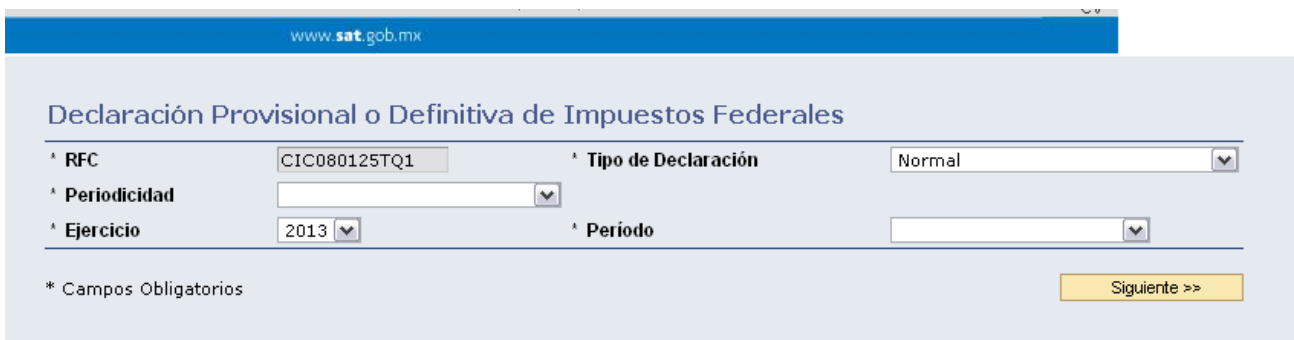 www.sat.gob.mx
Declaración Provisional o Definitiva de Impuestos Federales
* RFC CIC080125TQ1 * Tipo de Declaración Normal
* Periodicidad
* Ejercicio 2013 * Período
* Campos Obligatorios Siguiente >>